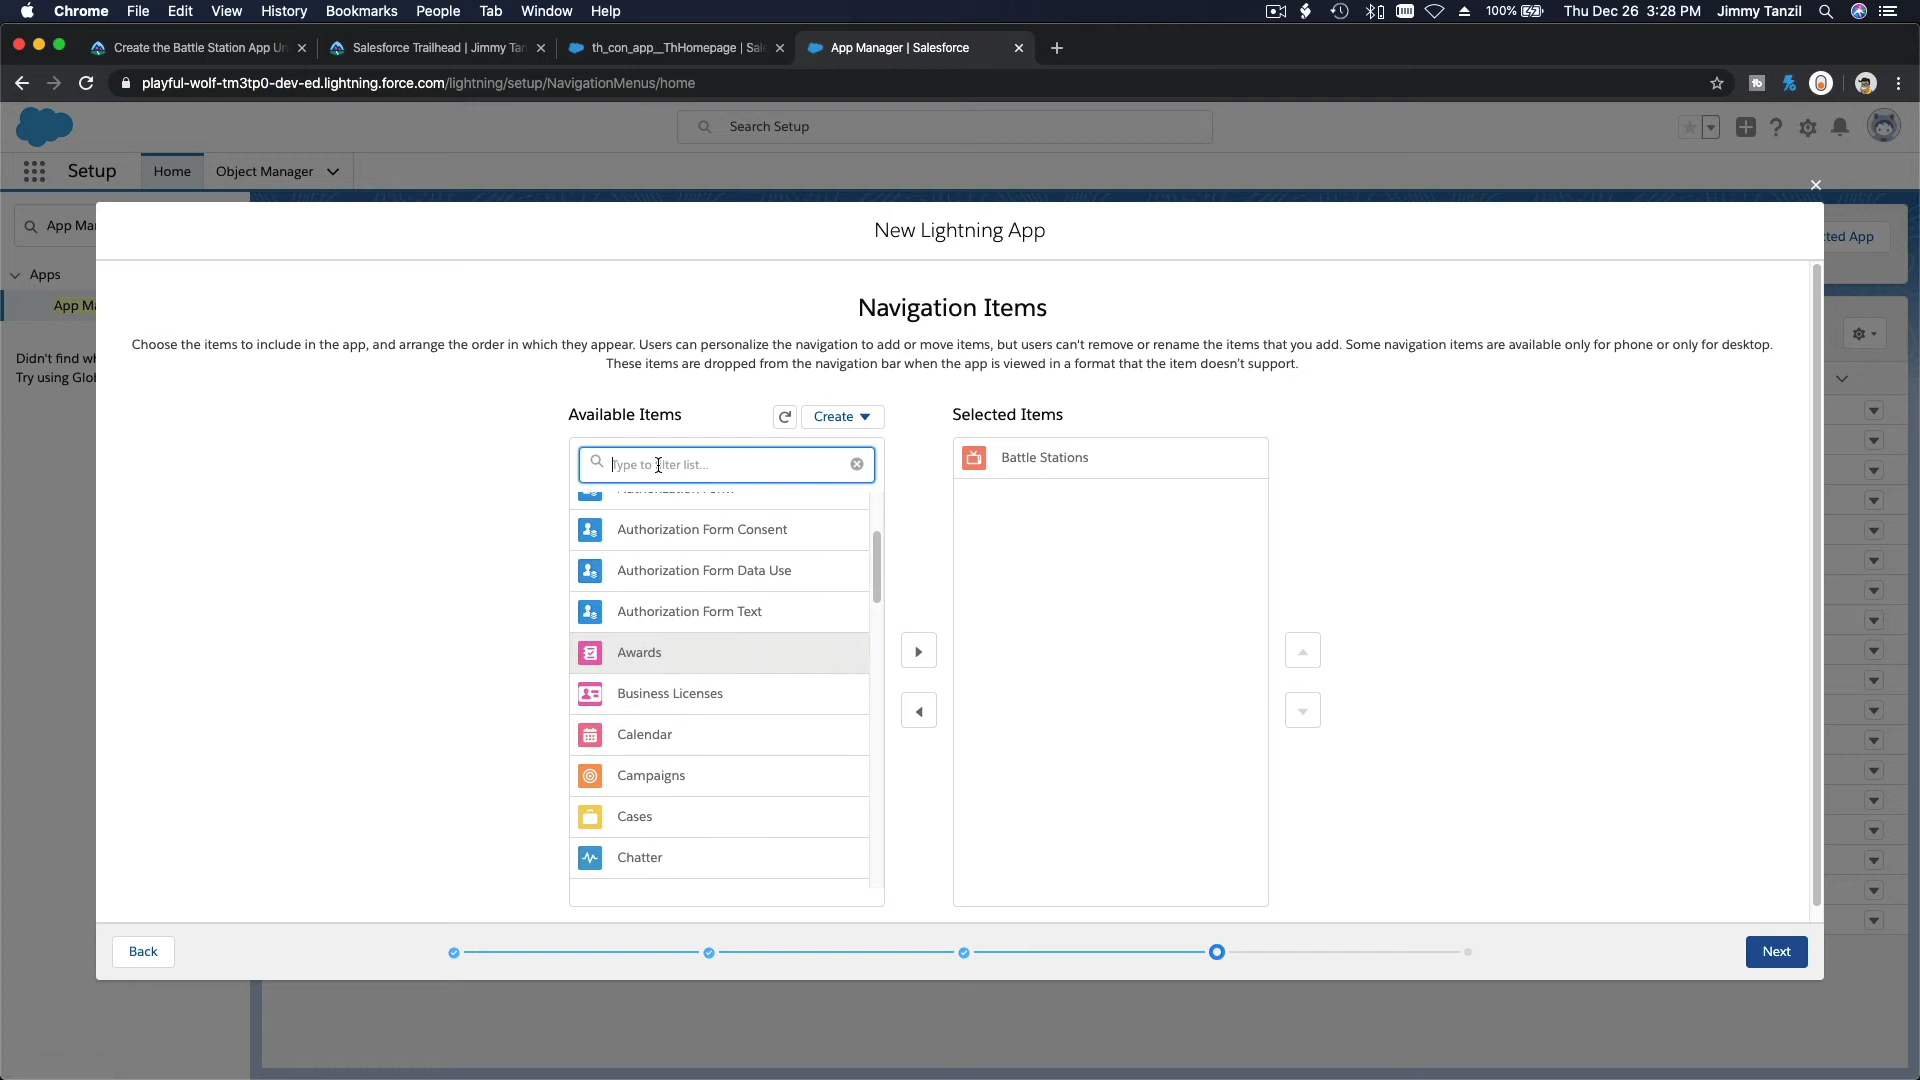 Chrome File Edit View History Bookmarks People Tab Window Help
100% Thu Dec 26 3:28 PM Jimmy Tanzil
Create the Battle Station App Un
Salesforce Trailhead | Jimmy Tan
th_con_app__ThHomepage | Sal
App Manager | Salesforce
playful-wolf-tm3tp0-dev-ed.lightning.force.com/lightning/setup/NavigationMenus/home
Search Setup
Setup Home Object Manager
New Lightning App
App Ma
cted App
Apps
App Ma
Didn't find wh
Try using Glob
Navigation Items
Choose the items to include in the app, and arrange the order in which they appear. Users can personalize the navigation to add or move items, but users can't remove or rename the items that you add. Some navigation items are available only for phone or only for desktop.
These items are dropped from the navigation bar when the app is viewed in a format that the item doesn't support.
Available Items
Create
Selected Items
Type to filter list...
Battle Stations
Authorization Form
Authorization Form Consent
Authorization Form Data Use
Authorization Form Text
Awards
Business Licenses
Calendar
Campaigns
Cases
Chatter
Back
Next